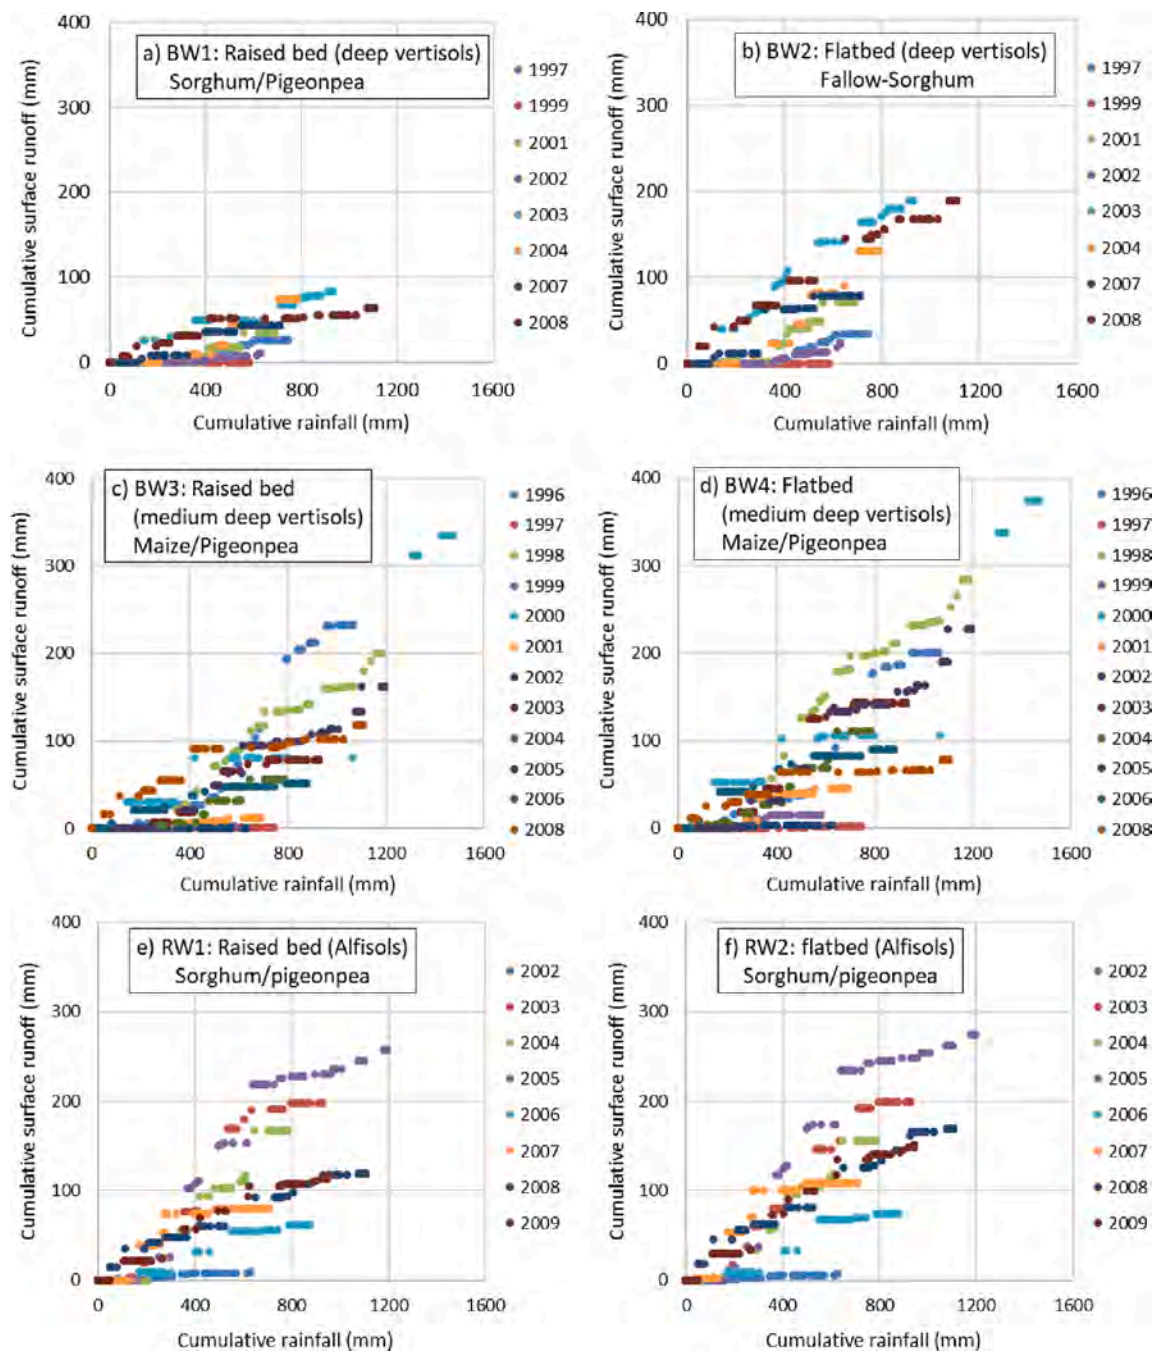 a) BW1: Raised bed (deep vertisols)
Sorghum/Pigeonpea
Cumulative surface runoff (mm)
400
300
200
100
0
0 400 800 1200 1600
Cumulative rainfall (mm)
1997
1999
2001
2002
2003
2004
2007
2008
b) BW2: Flatbed (deep vertisols)
Fallow-Sorghum
Cumulative surface runoff (mm)
400
300
200
100
0
0 400 800 1200 1600
Cumulative rainfall (mm)
1997
1999
2001
2002
2003
2004
2007
2008
c) BW3: Raised bed
(medium deep vertisols)
Maize/Pigeonpea
Cumulative surface runoff (mm)
400
300
200
100
0
0 400 800 1200 1600
Cumulative rainfall (mm)
1996
1997
1998
1999
2000
2001
2002
2003
2004
2005
2006
2008
d) BW4: Flatbed
(medium deep vertisols)
Maize/Pigeonpea
Cumulative surface runoff (mm)
400
300
200
100
0
0 400 800 1200 1600
Cumulative rainfall (mm)
1996
1997
1998
1999
2000
2001
2002
2003
2004
2005
2006
2008
e) RW1: Raised bed (Alfisols)
Sorghum/pigeonpea
Cumulative surface runoff (mm)
400
300
200
100
0
0 400 800 1200 1600
Cumulative rainfall (mm)
2002
2003
2004
2005
2006
2007
2008
2009
f) RW2: flatbed (Alfisols)
Sorghum/pigeonpea
Cumulative surface runoff (mm)
400
300
200
100
0
0 400 800 1200 1600
Cumulative rainfall (mm)
2002
2003
2004
2005
2006
2007
2008
2009